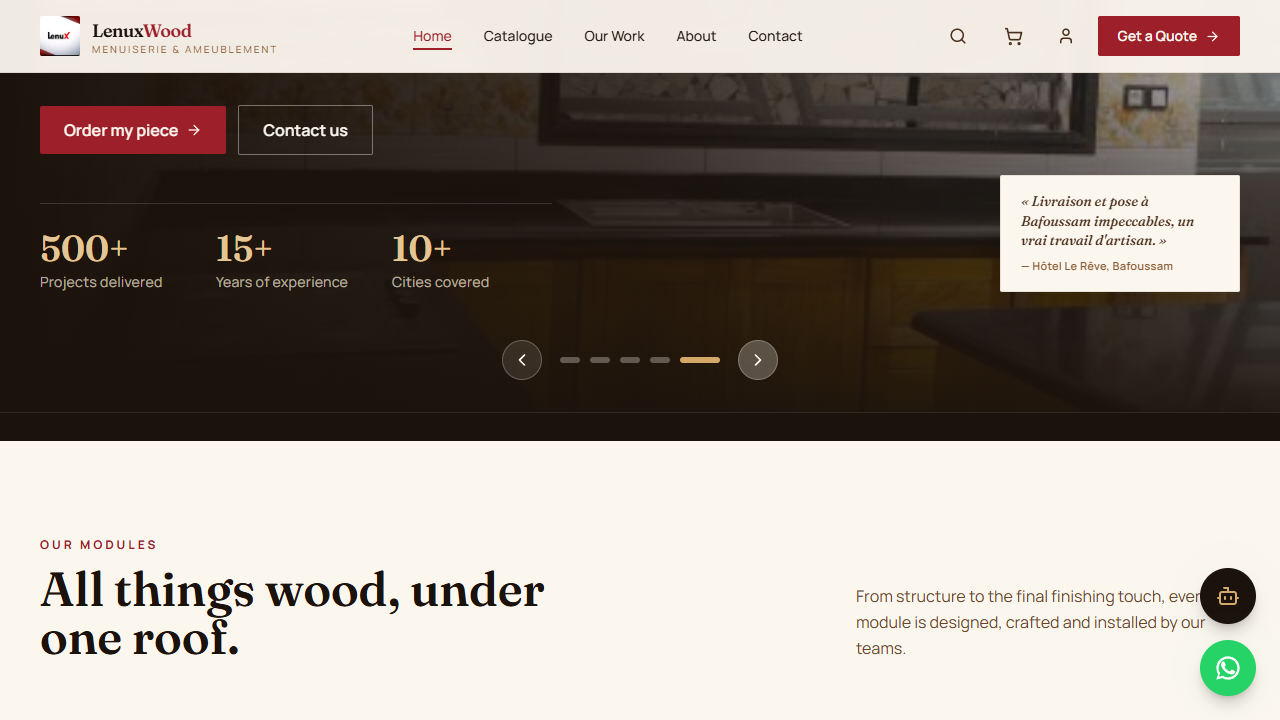 LenuX
LenuxWood
MENUISERIE & AMEUBLEMENT
Home
Catalogue
Our Work
About
Contact
Get a Quote
Order my piece
Contact us
500+
Projects delivered
15+
Years of experience
10+
Cities covered
« Livraison et pose à
Bafoussam impeccables, un
vrai travail d'artisan. »
— Hôtel Le Rêve, Bafoussam
OUR MODULES
All things wood, under
one roof.
From structure to the final finishing touch, ever
module is designed, crafted and installed by our
teams.